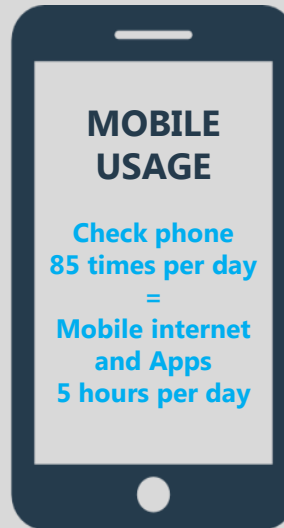 MOBILE
USAGE
Check phone
85 times per day
=
Mobile internet
and Apps
5 hours per day